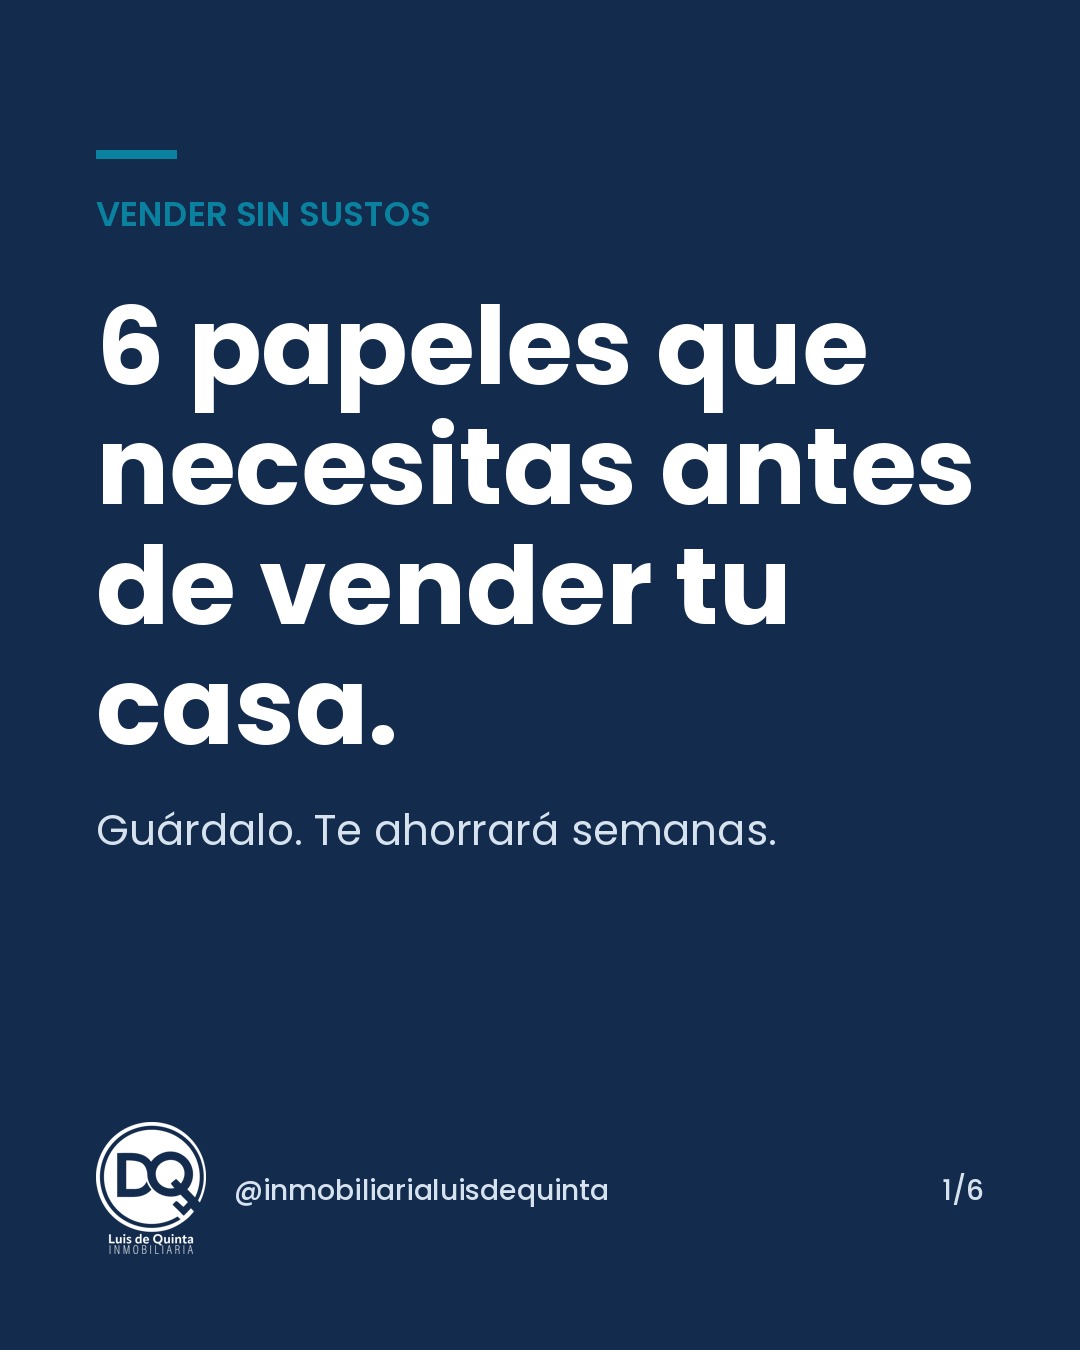 VENDER SIN SUSTOS
6 papeles que
necesitas antes
de vender tu
casa.
Guárdalo. Te ahorrará semanas.
DQ
Luis de Quinta
INMOBILIARIA
@inmobiliarialuisdequinta
1/6